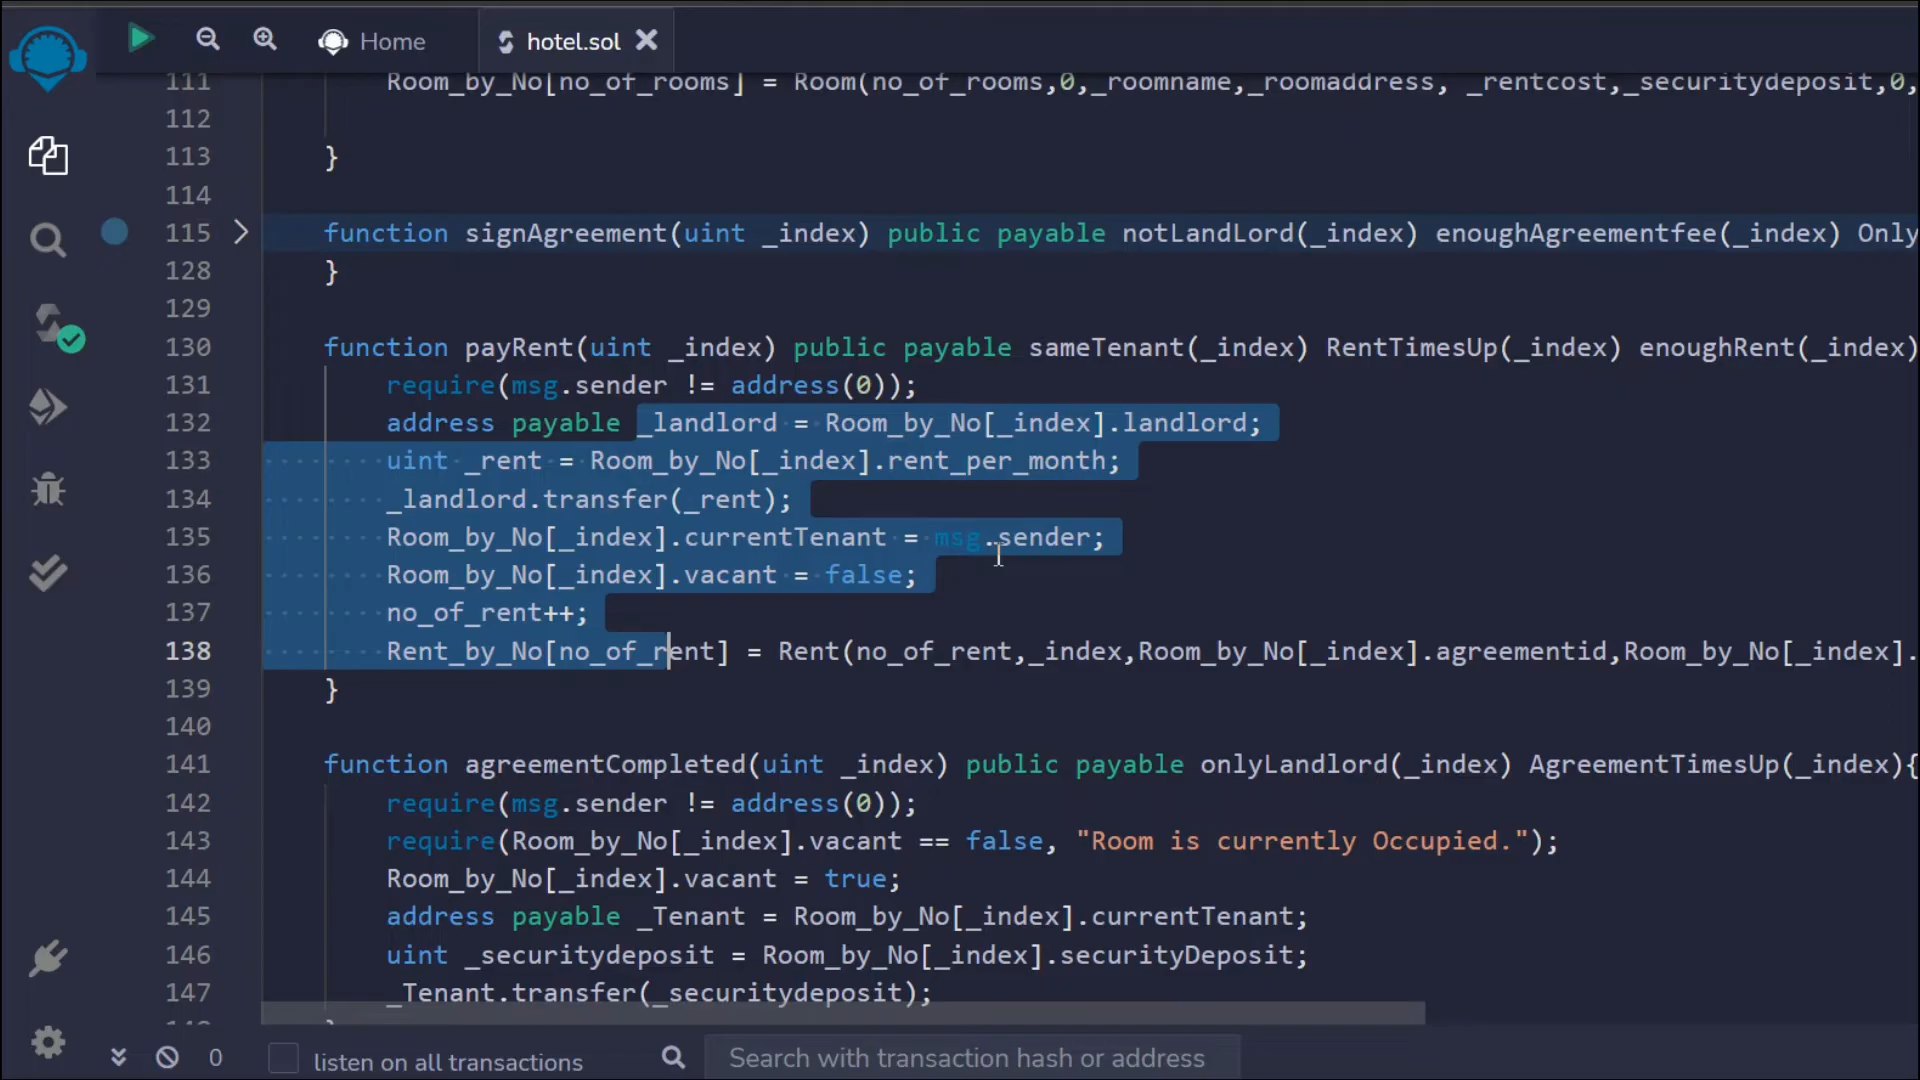 Home
hotel.sol
111 Room_by_No[no_of_rooms] = Room(no_of_rooms,0,_roomname,_roomaddress, _rentcost,_securitydeposit,0,
112
113 }
114
115 function signAgreement(uint _index) public payable notLandLord(_index) enoughAgreementfee(_index) Only
128 }
129
130 function payRent(uint _index) public payable sameTenant(_index) RentTimesUp(_index) enoughRent(_index)
131 require(msg.sender != address(0));
132 address payable _landlord = Room_by_No[_index].landlord;
133 uint _rent = Room_by_No[_index].rent_per_month;
134 _landlord.transfer(_rent);
135 Room_by_No[_index].currentTenant = msg.sender;
136 Room_by_No[_index].vacant = false;
137 no_of_rent++;
138 Rent_by_No[no_of_rent] = Rent(no_of_rent,_index,Room_by_No[_index].agreementid,Room_by_No[_index].
139 }
140
141 function agreementCompleted(uint _index) public payable onlyLandlord(_index) AgreementTimesUp(_index){
142 require(msg.sender != address(0));
143 require(Room_by_No[_index].vacant == false, "Room is currently Occupied.");
144 Room_by_No[_index].vacant = true;
145 address payable _Tenant = Room_by_No[_index].currentTenant;
146 uint _securitydeposit = Room_by_No[_index].securityDeposit;
147 _Tenant.transfer(_securitydeposit);
0 listen on all transactions Search with transaction hash or address